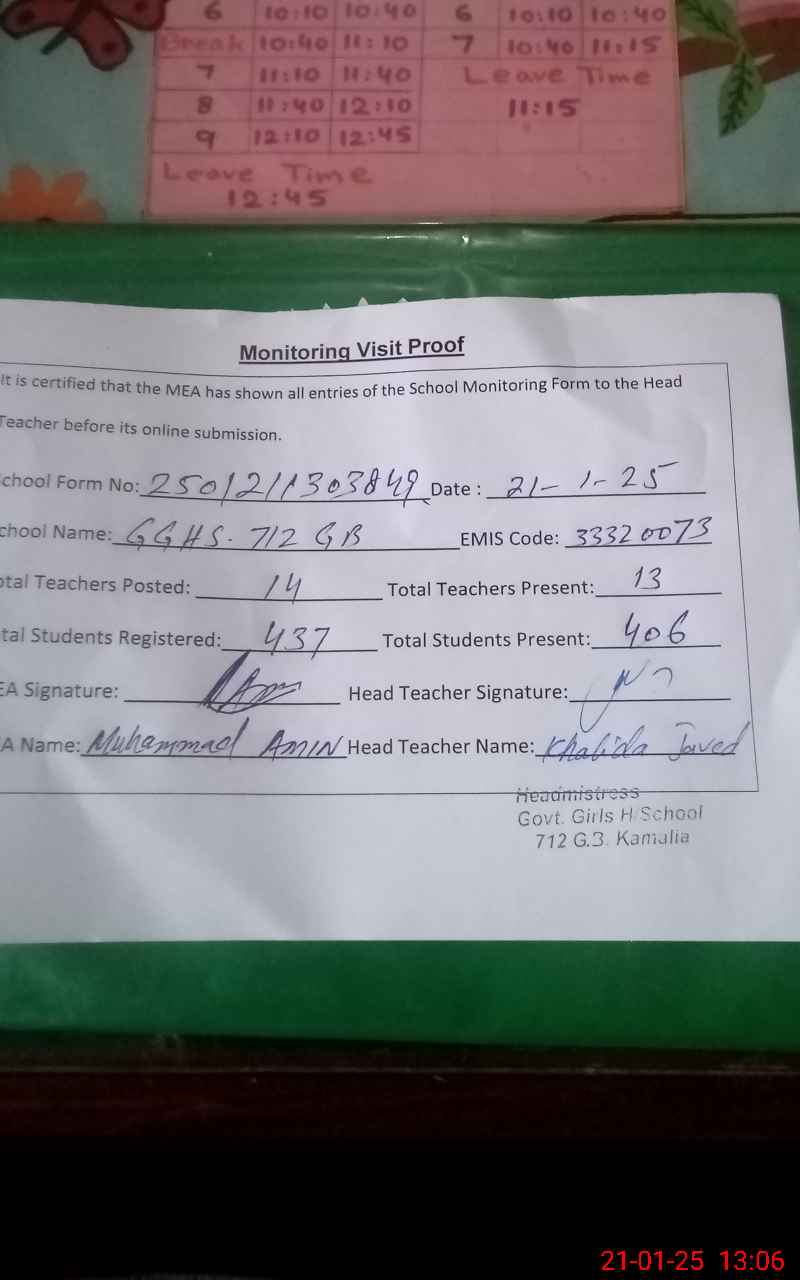 6 10:10 10:40 6 10:10 10:40
Break 10:40 11:10 7 10:40 11:15
7 11:10 11:40 Leave Time
8 11:40 12:10 11:15
9 12:10 12:45
Leave Time
12:45
Monitoring Visit Proof
It is certified that the MEA has shown all entries of the School Monitoring Form to the Head
Teacher before its online submission.
chool Form No: 2501211303849 Date : 21-1-25
chool Name: GGHS. 712 GB EMIS Code: 33320073
otal Teachers Posted: 14 Total Teachers Present: 13
tal Students Registered: 437 Total Students Present: 406
EA Signature: Head Teacher Signature:
A Name: Muhammad AMIN Head Teacher Name: Khalida Javed
Headmistress
Govt. Girls H/School
712 G.B. Kamalia
21-01-25 13:06